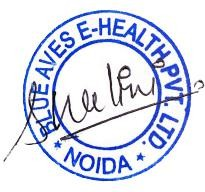 BLUE AVES E-HEALTH PVT. LTD.
★ NOIDA ★